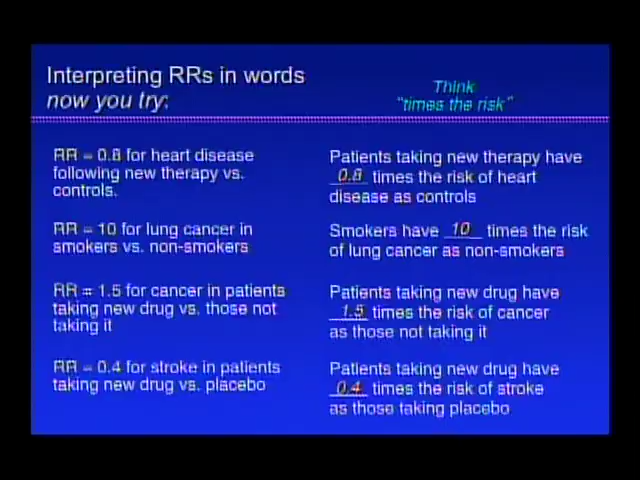 Interpreting RRs in words
now you try:
Think
"times the risk"
RR = 0.8 for heart disease
following new therapy vs.
controls.
Patients taking new therapy have
0.8 times the risk of heart
disease as controls
RR = 10 for lung cancer in
smokers vs. non-smokers
Smokers have 10 times the risk
of lung cancer as non-smokers
RR = 1.5 for cancer in patients
taking new drug vs. those not
taking it
Patients taking new drug have
1.5 times the risk of cancer
as those not taking it
RR = 0.4 for stroke in patients
taking new drug vs. placebo
Patients taking new drug have
0.4 times the risk of stroke
as those taking placebo